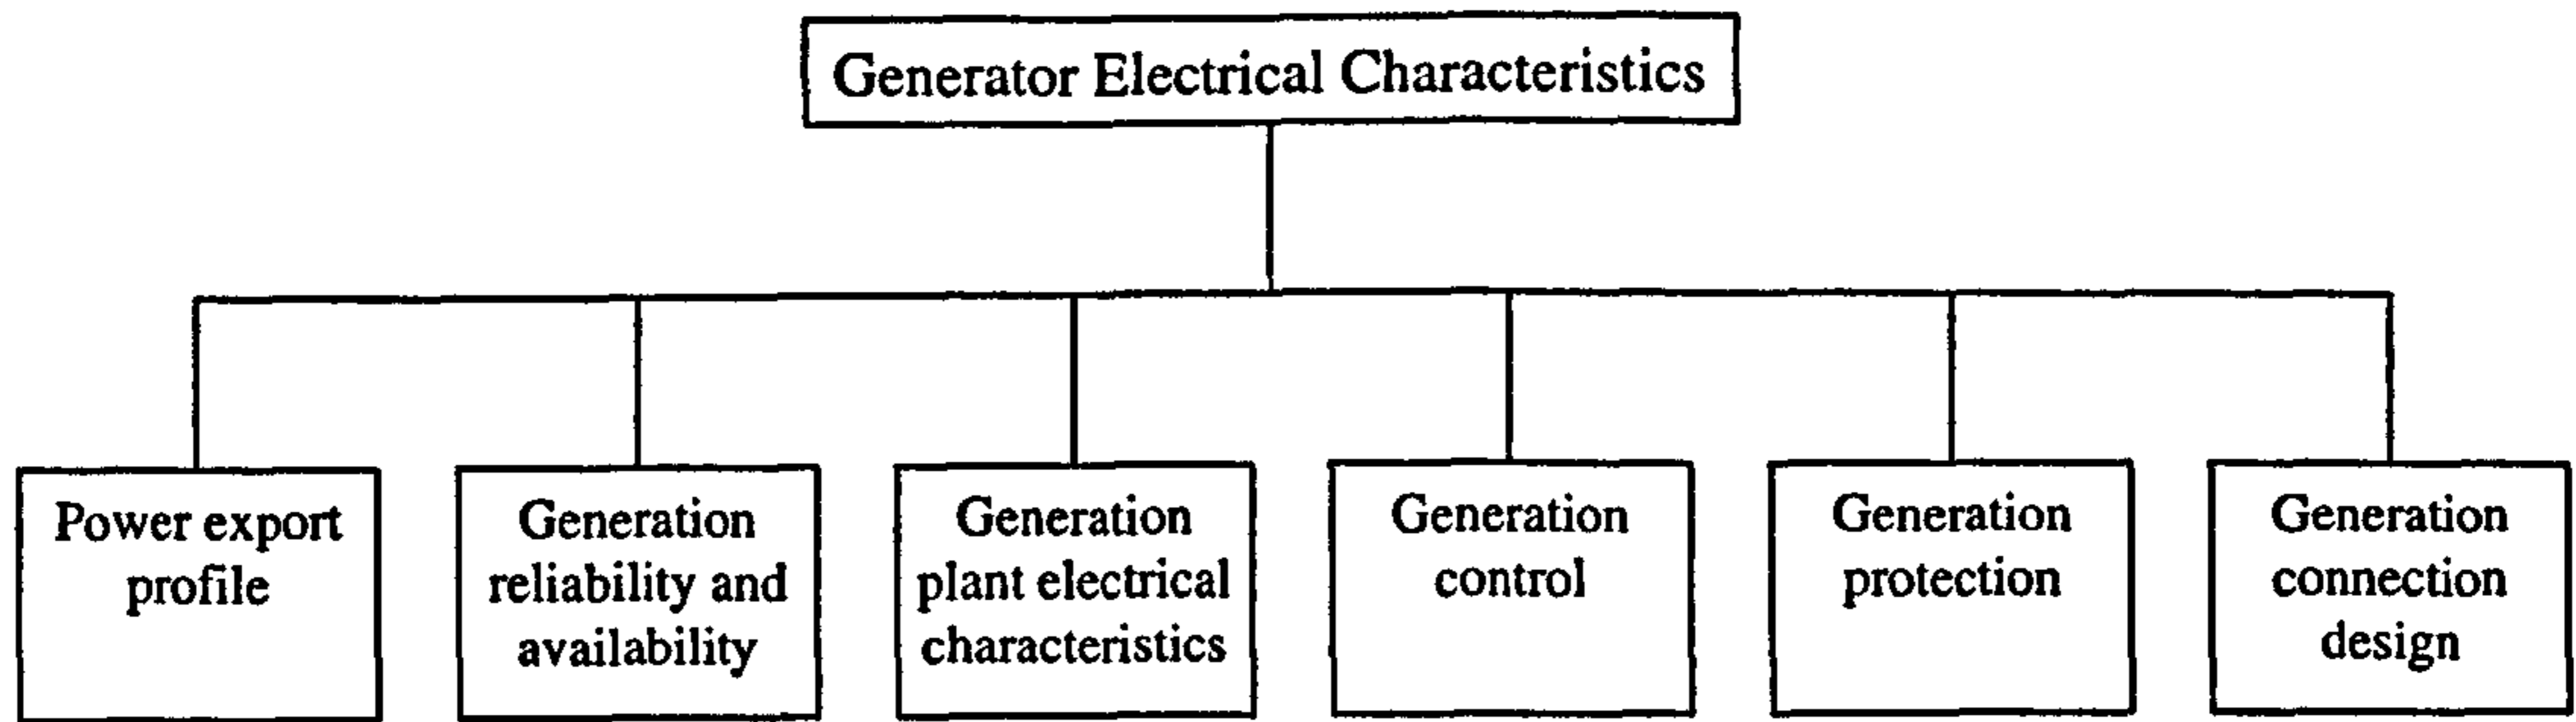 Generator Electrical Characteristics
Power export
profile
Generation
reliability and
availability
Generation
plant electrical
characteristics
Generation
control
Generation
protection
Generation
connection
design